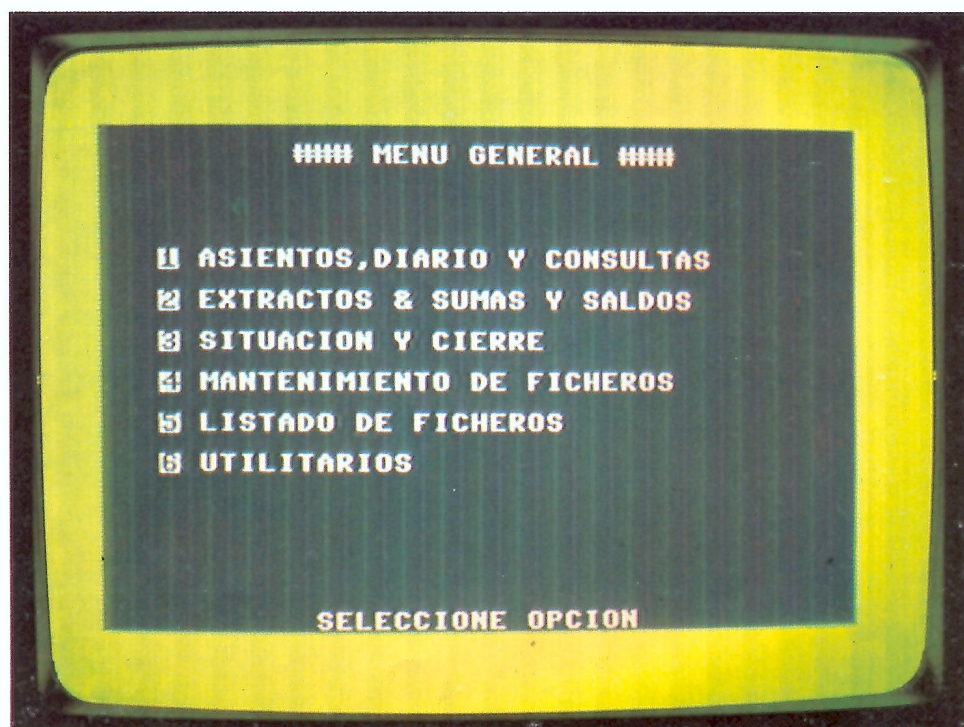 ### MENU GENERAL ###
1 ASIENTOS,DIARIO Y CONSULTAS
2 EXTRACTOS & SUMAS Y SALDOS
3 SITUACION Y CIERRE
4 MANTENIMIENTO DE FICHEROS
5 LISTADO DE FICHEROS
6 UTILITARIOS
SELECCIONE OPCION